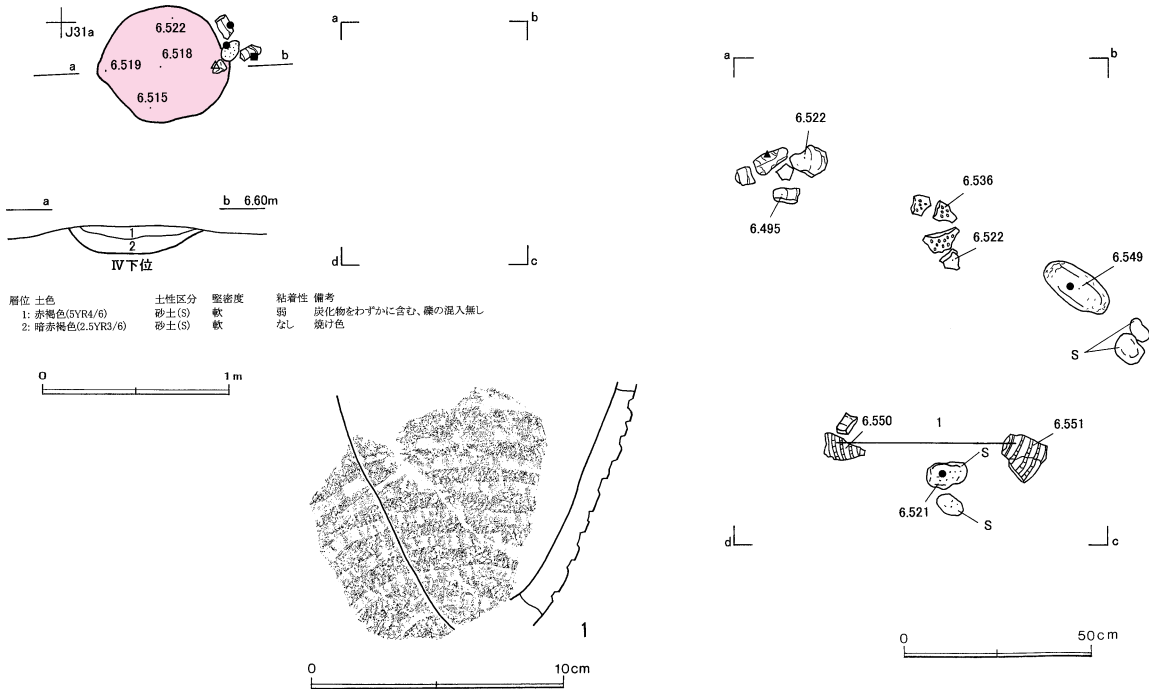 J31a
6.522
6.518
6.519
6.515
a
b
a
b 6.60m
1
2
Ⅳ下位
層位 土色 土性区分 堅密度 粘着性 備考
1: 赤褐色(5YR4/6) 砂土(S) 軟 弱 炭化物をわずかに含む、礫の混入無し
2: 暗赤褐色(2.5YR3/6) 砂土(S) 軟 なし 焼け色
0 1m
a
b
d
c
1
0 10cm
a
b
6.522
6.495
6.536
6.522
6.549
S
6.550
1
6.551
S
6.521
S
d
c
0 50cm